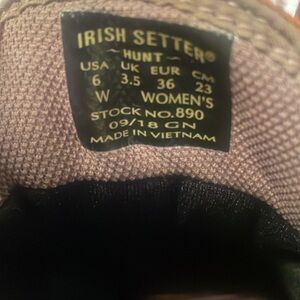 IRISH SETTER®
~HUNT~
USA UK EUR CM
6 3.5 36 23
W WOMEN'S
STOCK NO.890
09/18 GN
MADE IN VIETNAM